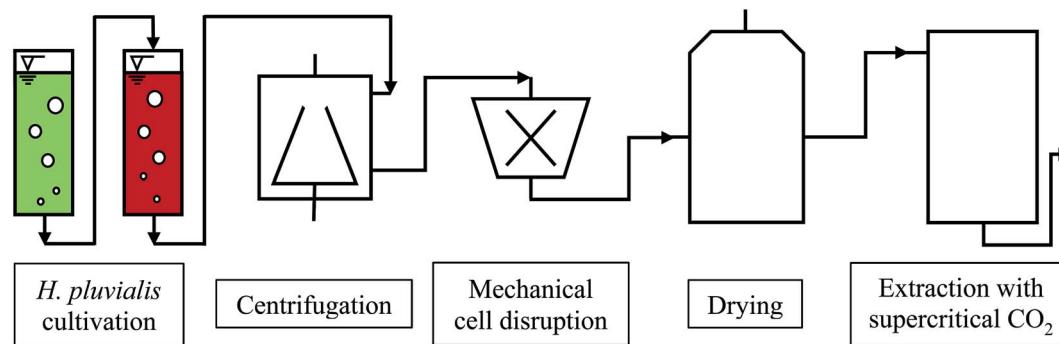 H. pluvialis
cultivation
Centrifugation
Mechanical
cell disruption
Drying
Extraction with
supercritical CO₂